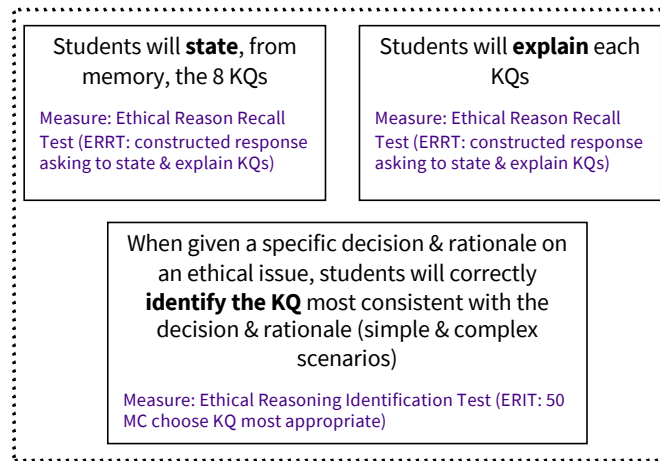 Students will state, from
memory, the 8 KQs
Measure: Ethical Reason Recall
Test (ERRT: constructed response
asking to state & explain KQs)
Students will explain each
KQs
Measure: Ethical Reason Recall
Test (ERRT: constructed response
asking to state & explain KQs)
When given a specific decision & rationale on
an ethical issue, students will correctly
identify the KQ most consistent with the
decision & rationale (simple & complex
scenarios)
Measure: Ethical Reasoning Identification Test (ERIT: 50
MC choose KQ most appropriate)